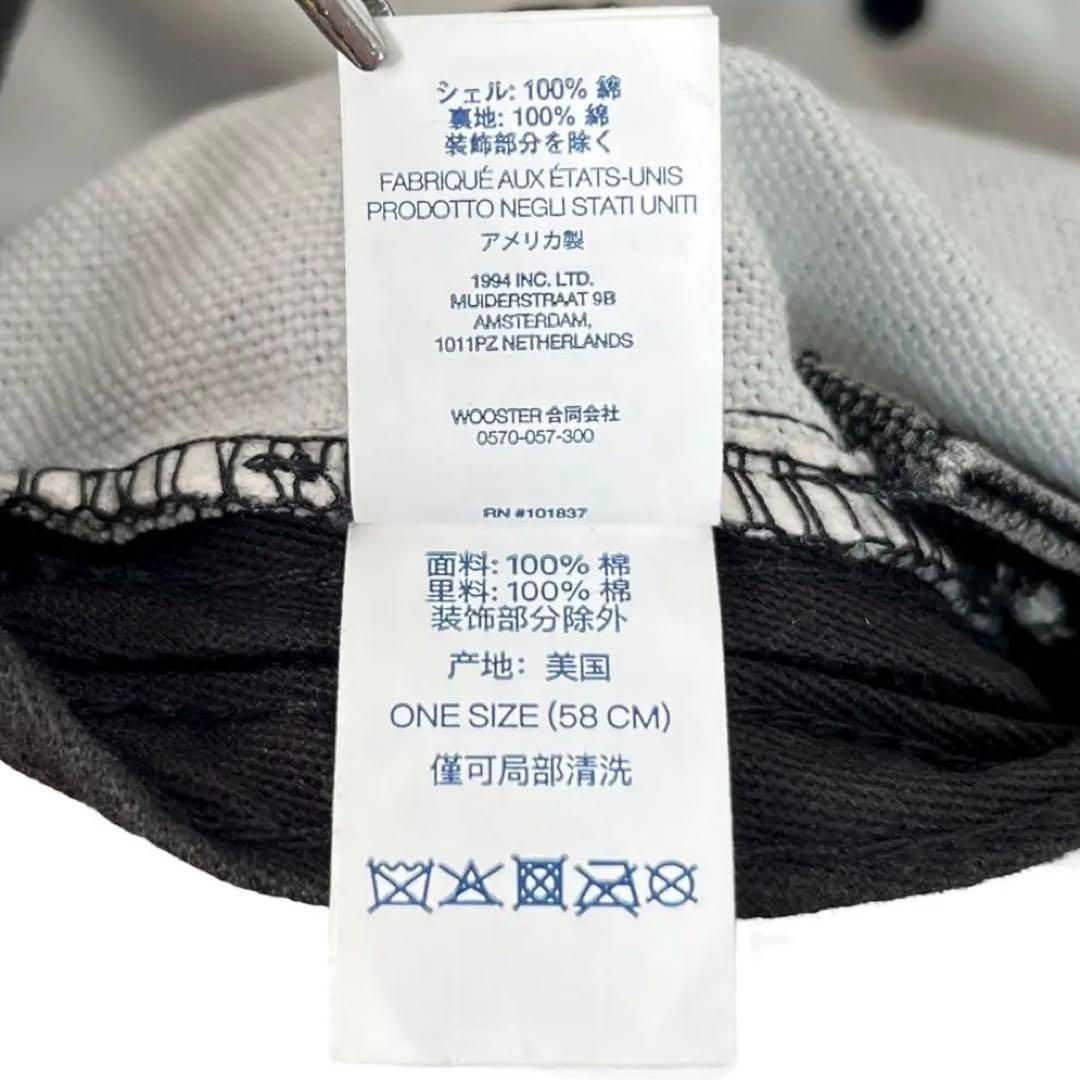 シェル: 100% 綿
裏地: 100% 綿
装飾部分を除く
FABRIQUÉ AUX ÉTATS-UNIS
PRODOTTO NEGLI STATI UNITI
アメリカ製
1994 INC. LTD.
MUIDERSTRAAT 9B
AMSTERDAM,
1011PZ NETHERLANDS
WOOSTER 合同会社
0570-057-300
RN #101837
面料: 100% 棉
里料: 100% 棉
装饰部分除外
产地: 美国
ONE SIZE (58 CM)
僅可局部清洗